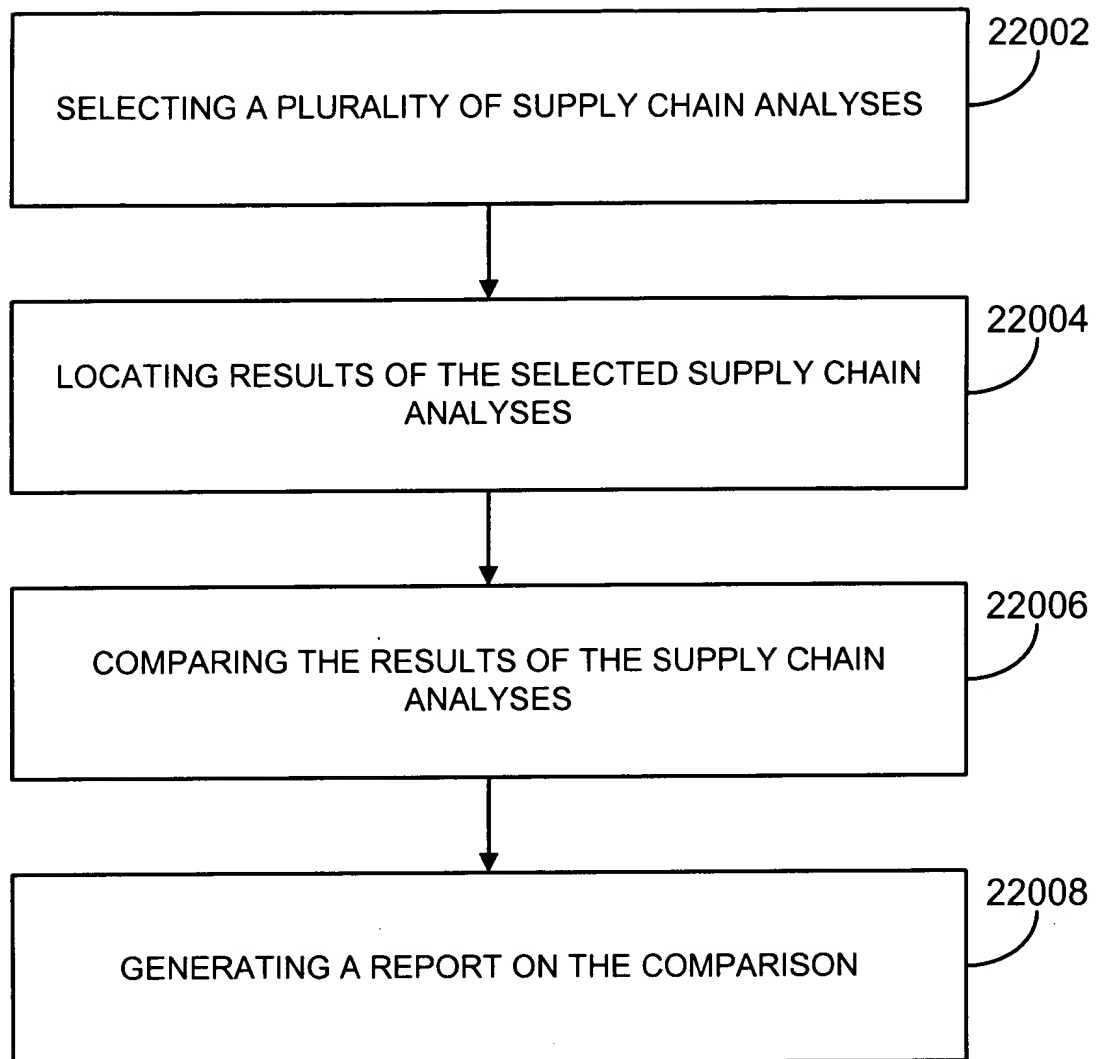 22002
SELECTING A PLURALITY OF SUPPLY CHAIN ANALYSES
22004
LOCATING RESULTS OF THE SELECTED SUPPLY CHAIN
ANALYSES
22006
COMPARING THE RESULTS OF THE SUPPLY CHAIN
ANALYSES
22008
GENERATING A REPORT ON THE COMPARISON